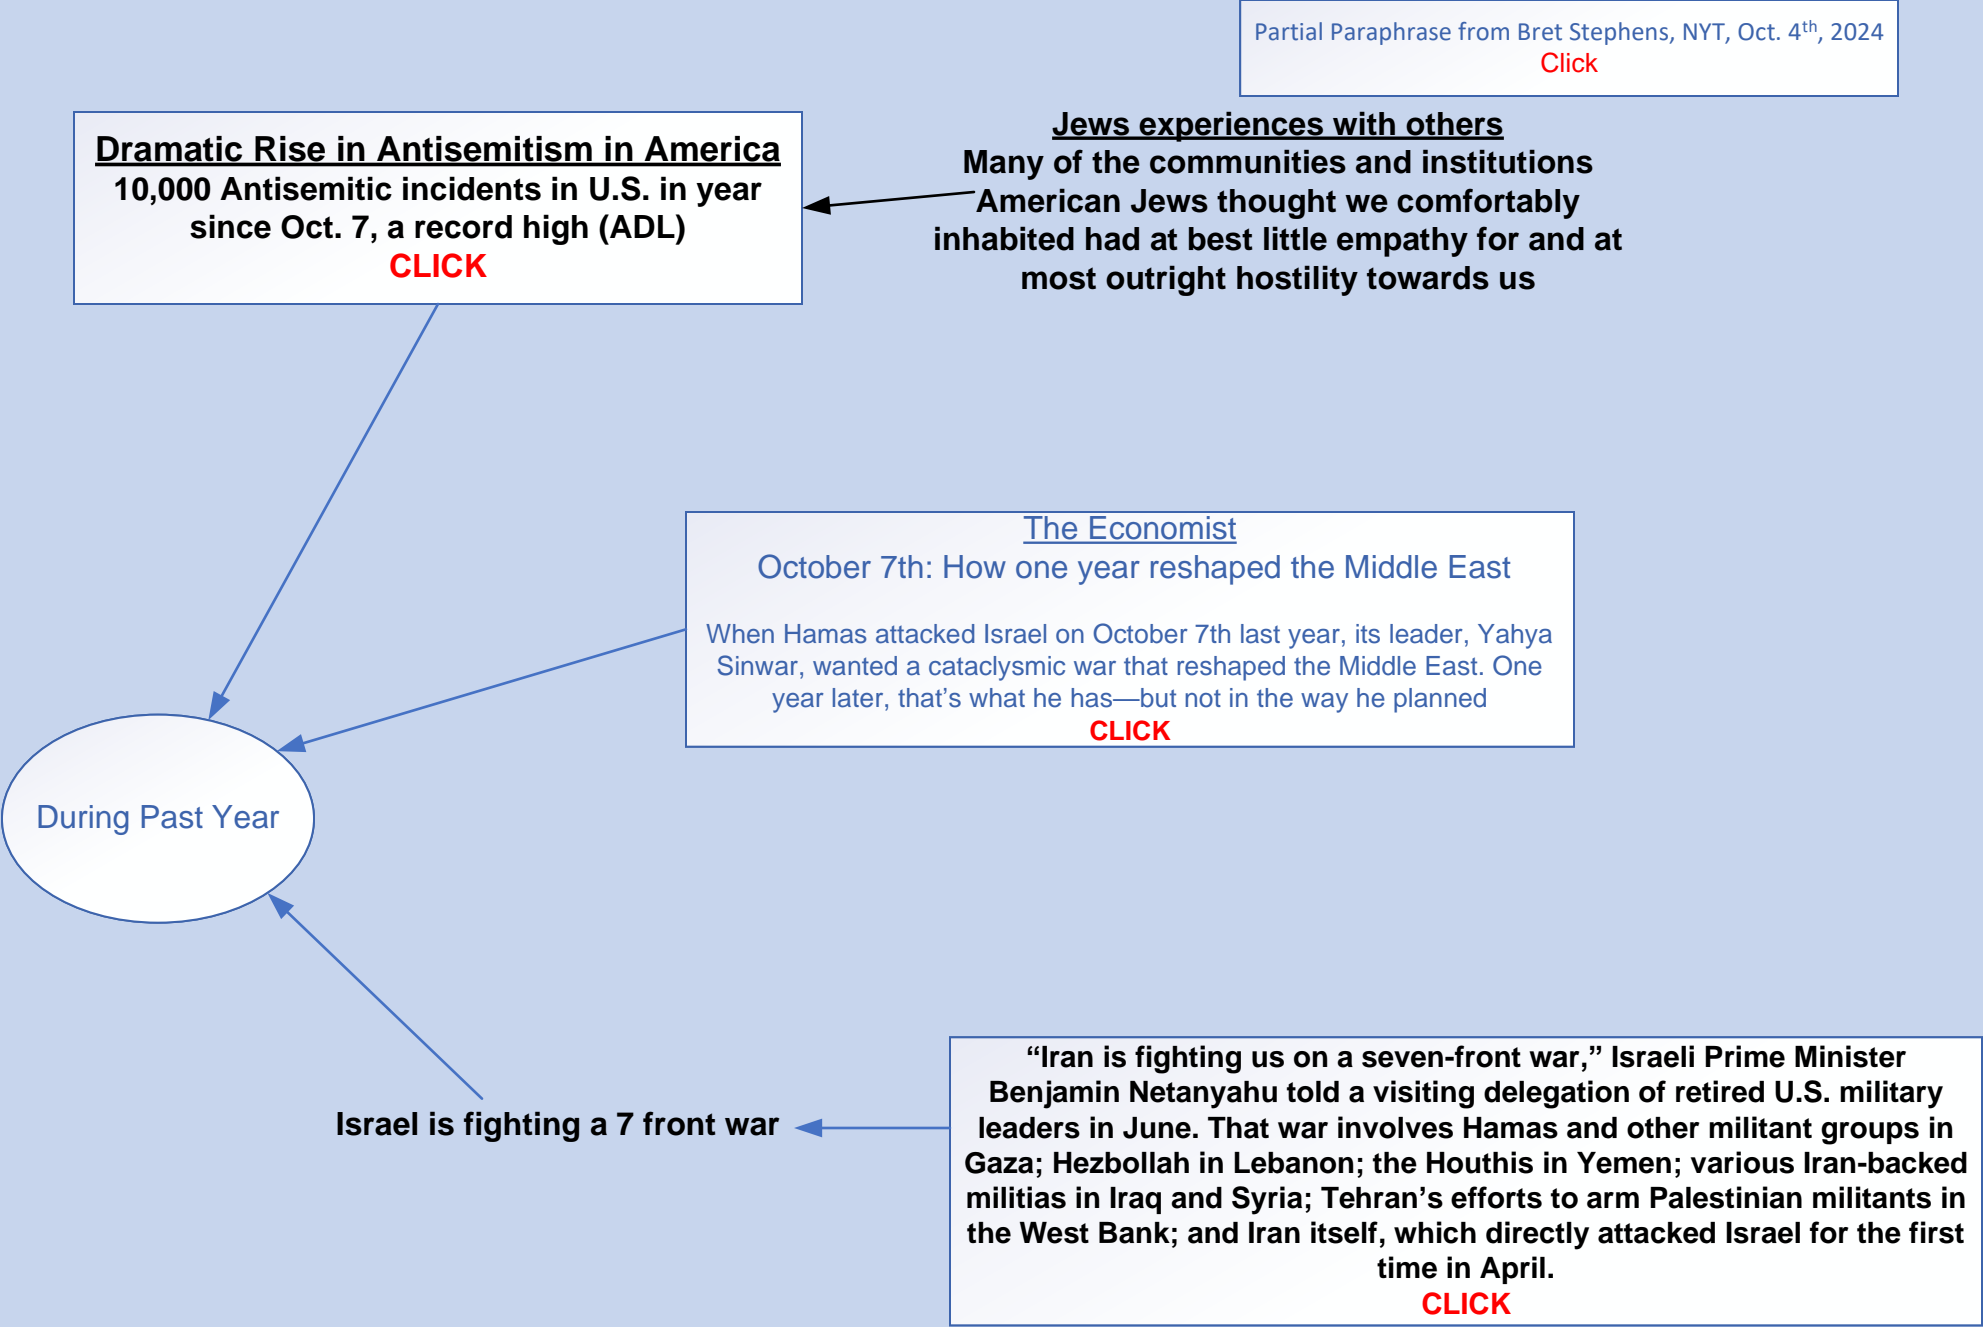 Partial Paraphrase from Bret Stephens, NYT, Oct. 4th, 2024
Click
Dramatic Rise in Antisemitism in America
10,000 Antisemitic incidents in U.S. in year
since Oct. 7, a record high (ADL)
CLICK
Jews experiences with others
Many of the communities and institutions
American Jews thought we comfortably
inhabited had at best little empathy for and at
most outright hostility towards us
The Economist
October 7th: How one year reshaped the Middle East
When Hamas attacked Israel on October 7th last year, its leader, Yahya
Sinwar, wanted a cataclysmic war that reshaped the Middle East. One
year later, that’s what he has—but not in the way he planned
CLICK
During Past Year
Israel is fighting a 7 front war
“Iran is fighting us on a seven-front war,” Israeli Prime Minister
Benjamin Netanyahu told a visiting delegation of retired U.S. military
leaders in June. That war involves Hamas and other militant groups in
Gaza; Hezbollah in Lebanon; the Houthis in Yemen; various Iran-backed
militias in Iraq and Syria; Tehran’s efforts to arm Palestinian militants in
the West Bank; and Iran itself, which directly attacked Israel for the first
time in April.
CLICK